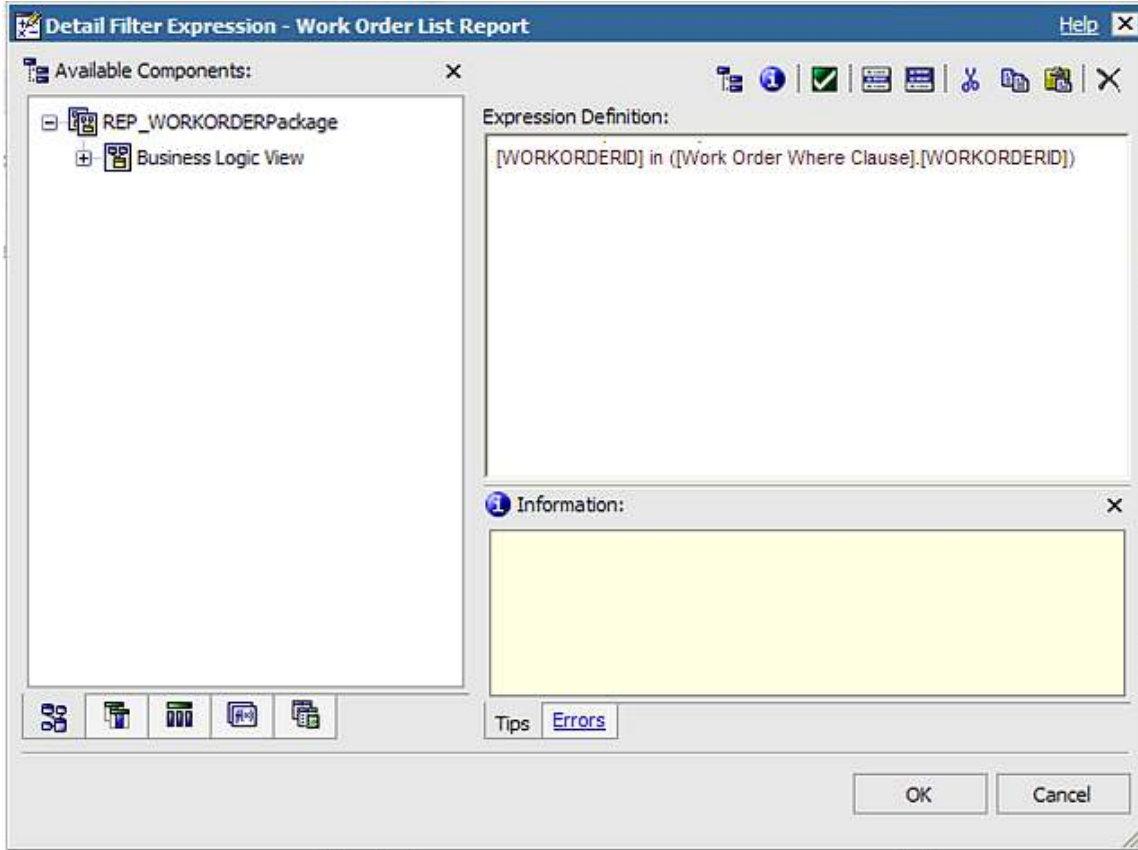 Detail Filter Expression - Work Order List Report
Help
Available Components:
REP_WORKORDERPackage
Business Logic View
Expression Definition:
[WORKORDERID] in ([Work Order Where Clause].[WORKORDERID])
Information:
Tips
Errors
OK
Cancel